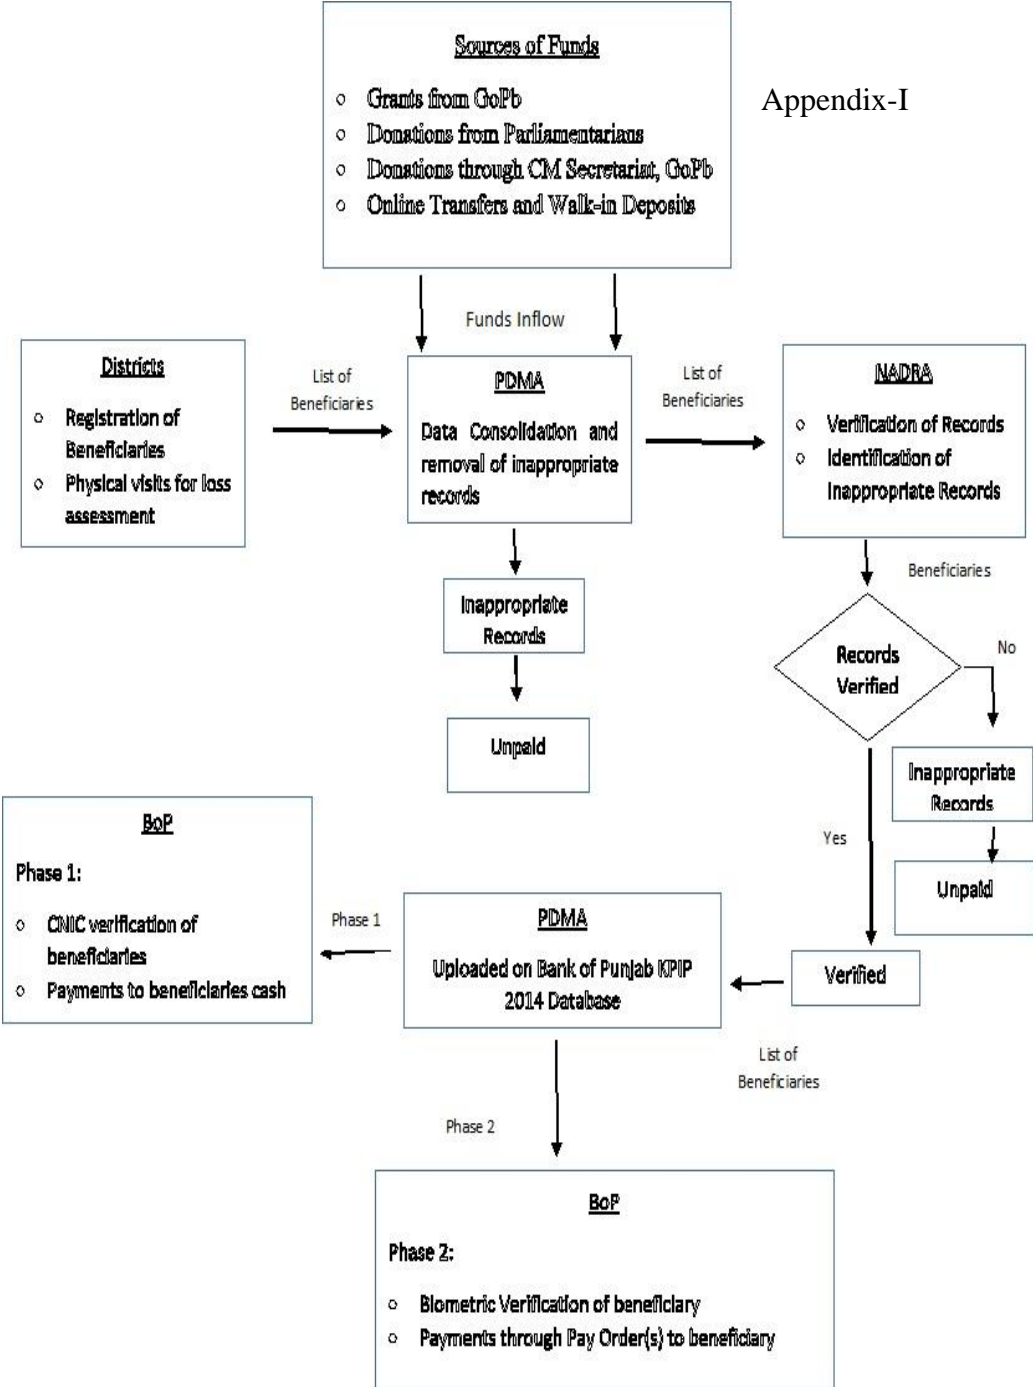 Sources of Funds
Appendix-I
○ Grants from GoPb
○ Donations from Parliamentarians
○ Donations through CM Secretariat, GoPb
○ Online Transfers and Walk-in Deposits
Funds Inflow
Districts
○ Registration of
Beneficiaries
○ Physical visits for loss
assessment
List of
Beneficiaries
PDMA
Data Consolidation and
removal of inappropriate
records
List of
Beneficiaries
NADRA
○ Verification of Records
○ Identification of
Inappropriate Records
Inappropriate
Records
Unpaid
Beneficiaries
Records
Verified
No
Inappropriate
Records
Unpaid
Yes
Verified
List of
Beneficiaries
PDMA
Uploaded on Bank of Punjab KPIP
2014 Database
Phase 1
BoP
Phase 1:
○ CNIC verification of
beneficiaries
○ Payments to beneficiaries cash
Phase 2
BoP
Phase 2:
○ Biometric Verification of beneficiary
○ Payments through Pay Order(s) to beneficiary